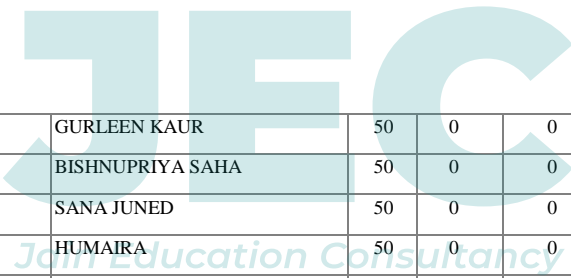 JEC
GURLEEN KAUR 50 0 0
BISHNUPRIYA SAHA 50 0 0
SANA JUNED 50 0 0
HUMAIRA 50 0 0
Jain Education Consultancy